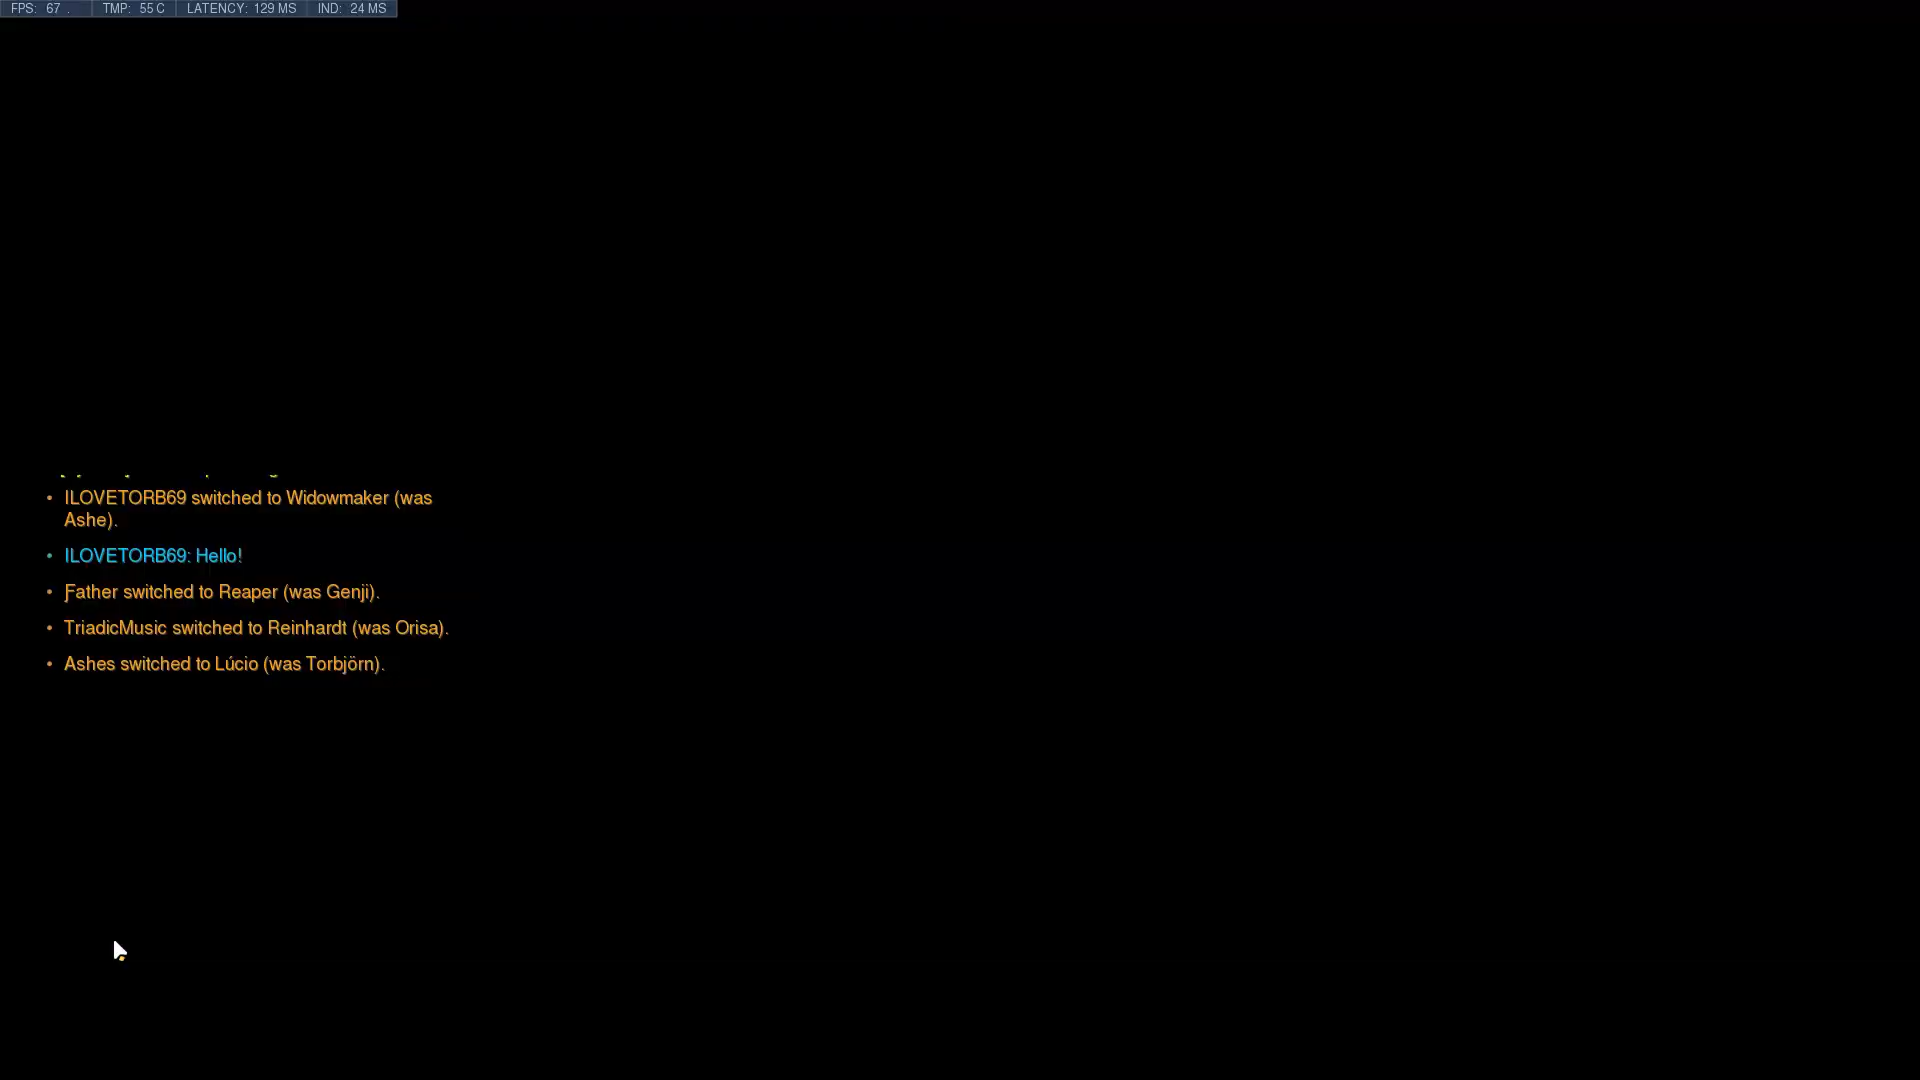 FPS: 67 . TMP: 55 C LATENCY: 129 MS IND: 24 MS
• ILOVETORB69 switched to Widowmaker (was
Ashe).
• ILOVETORB69: Hello!
• Ƒather switched to Reaper (was Genji).
• TriadicMusic switched to Reinhardt (was Orisa).
• Ashes switched to Lúcio (was Torbjörn).